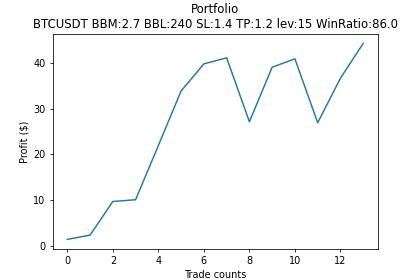 Portfolio
BTCUSDT BBM:2.7 BBL:240 SL:1.4 TP:1.2 lev:15 WinRatio:86.0
40
30
20
10
0
Profit ($)
0 2 4 6 8 10 12
Trade counts